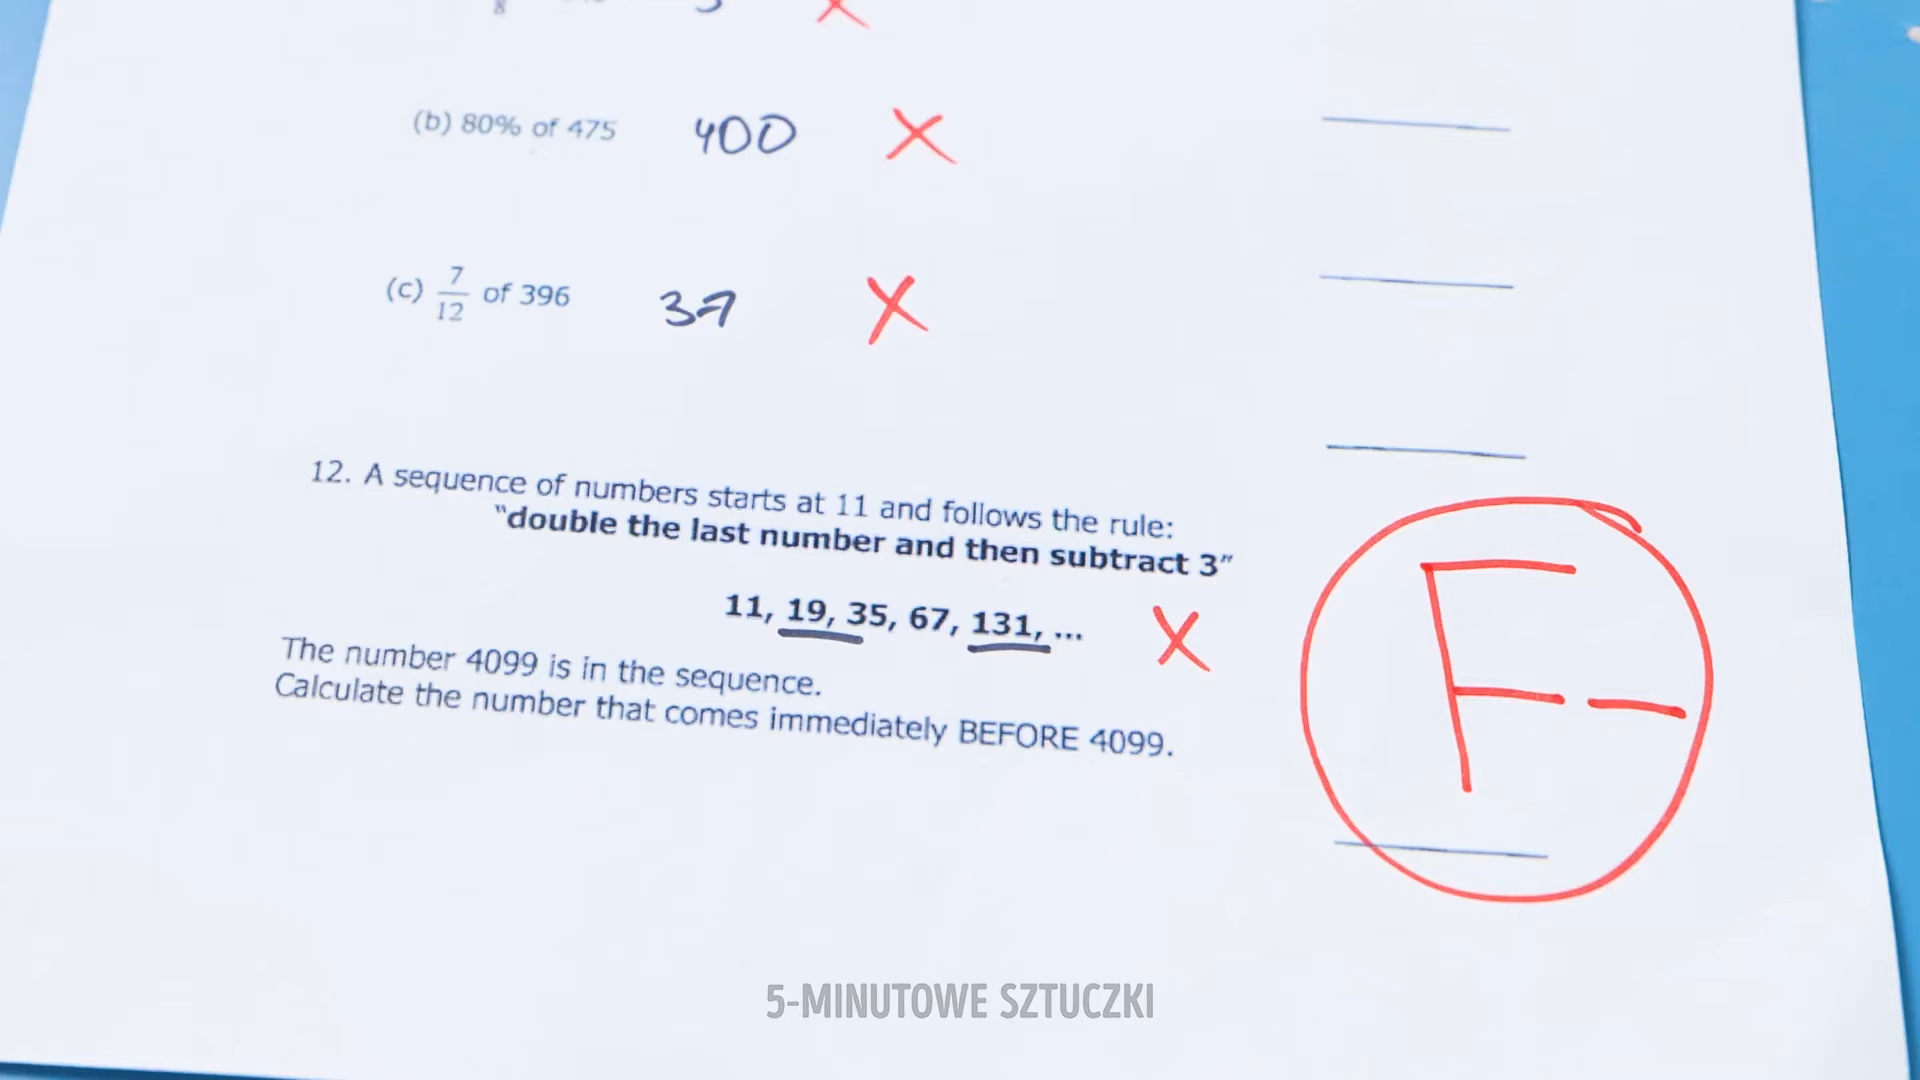 (b) 80% of 475 400 X
(c) 7/12 of 396 37 X
12. A sequence of numbers starts at 11 and follows the rule:
"double the last number and then subtract 3"
11, 19, 35, 67, 131, ... X
The number 4099 is in the sequence.
Calculate the number that comes immediately BEFORE 4099.
F-
5-MINUTOWE SZTUCZKI